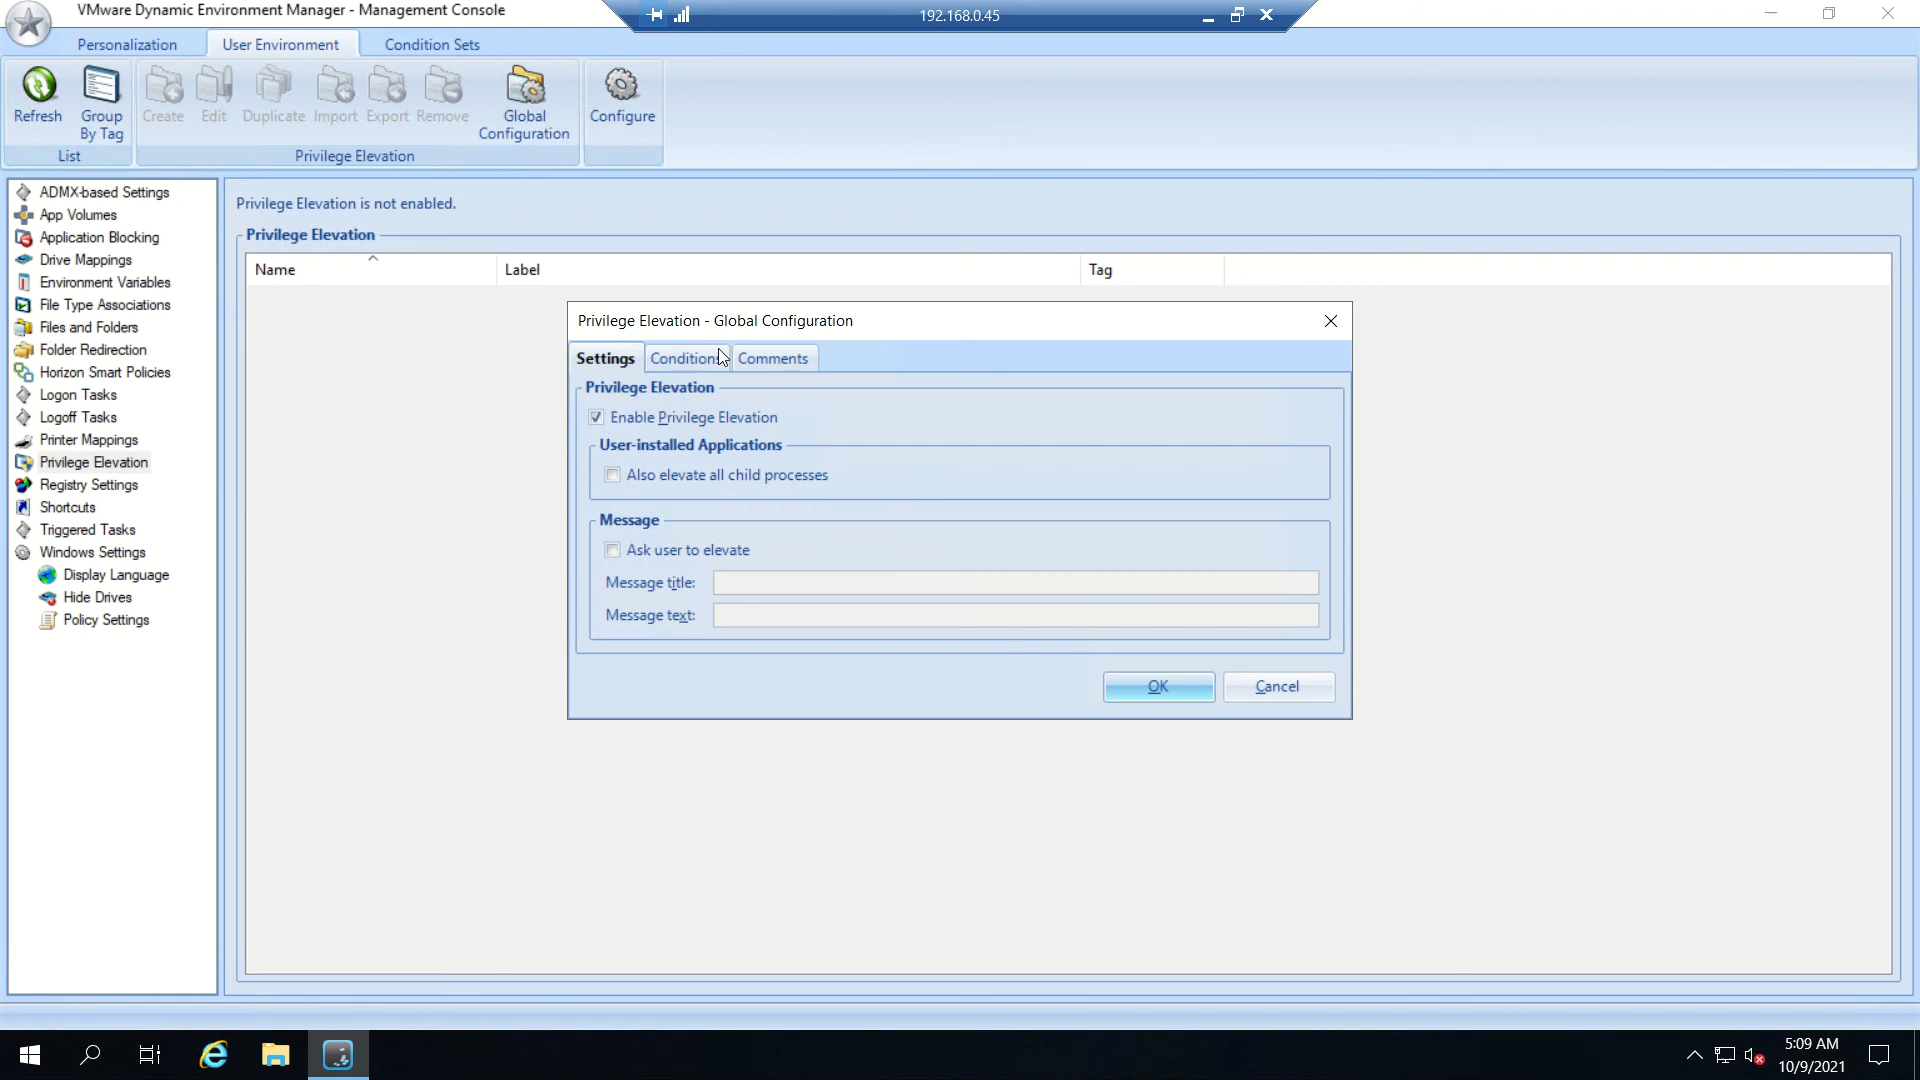 VMware Dynamic Environment Manager - Management Console
192.168.0.45
Personalization
User Environment
Condition Sets
Refresh
Group
By Tag
Create
Edit
Duplicate
Import
Export
Remove
Global
Configuration
Configure
List
Privilege Elevation
ADMX-based Settings
App Volumes
Application Blocking
Drive Mappings
Environment Variables
File Type Associations
Files and Folders
Folder Redirection
Horizon Smart Policies
Logon Tasks
Logoff Tasks
Printer Mappings
Privilege Elevation
Registry Settings
Shortcuts
Triggered Tasks
Windows Settings
Display Language
Hide Drives
Policy Settings
Privilege Elevation is not enabled.
Privilege Elevation
Name
Label
Tag
Privilege Elevation - Global Configuration
Settings
Conditions
Comments
Privilege Elevation
Enable Privilege Elevation
User-installed Applications
Also elevate all child processes
Message
Ask user to elevate
Message title:
Message text:
OK
Cancel
5:09 AM
10/9/2021